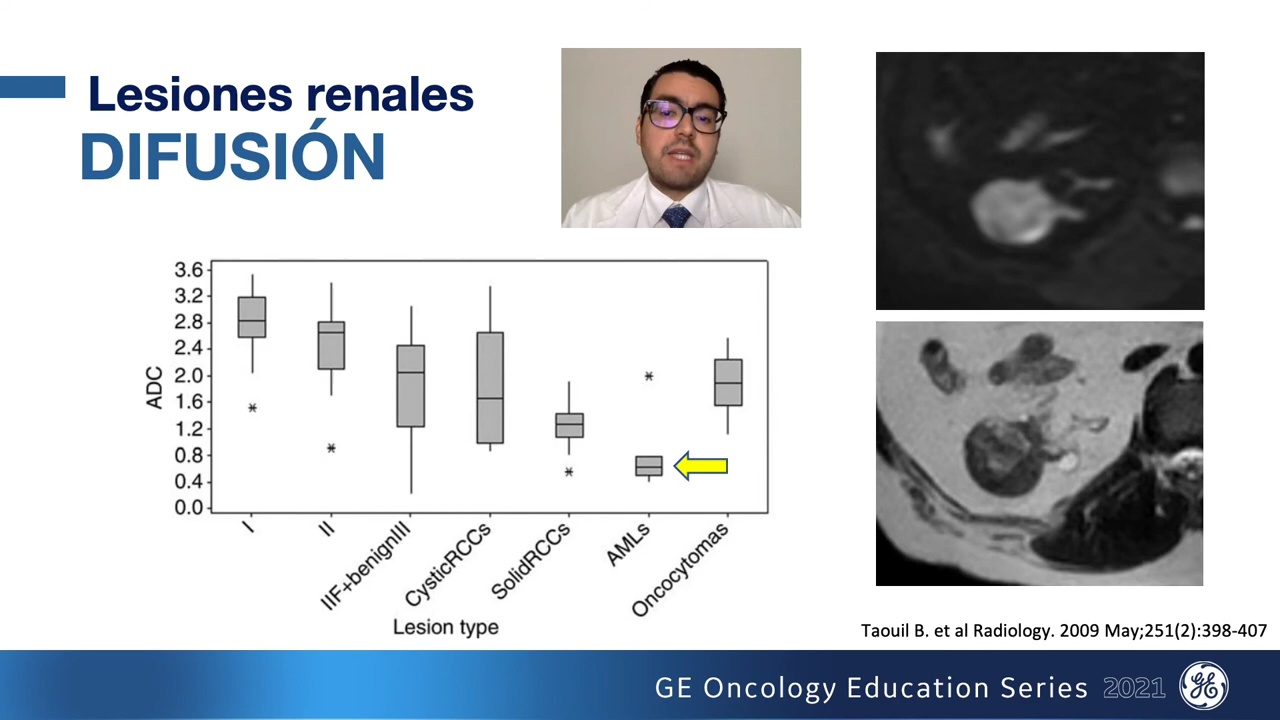 Lesiones renales
DIFUSIÓN
3.6
3.2
2.8
2.4
2.0
1.6
1.2
0.8
0.4
0.0
ADC
I
II
IIF+benignIII
CysticRCCs
SolidRCCs
AMLs
Oncocytomas
Lesion type
Taouil B. et al Radiology. 2009 May;251(2):398-407
GE Oncology Education Series 2021
GE